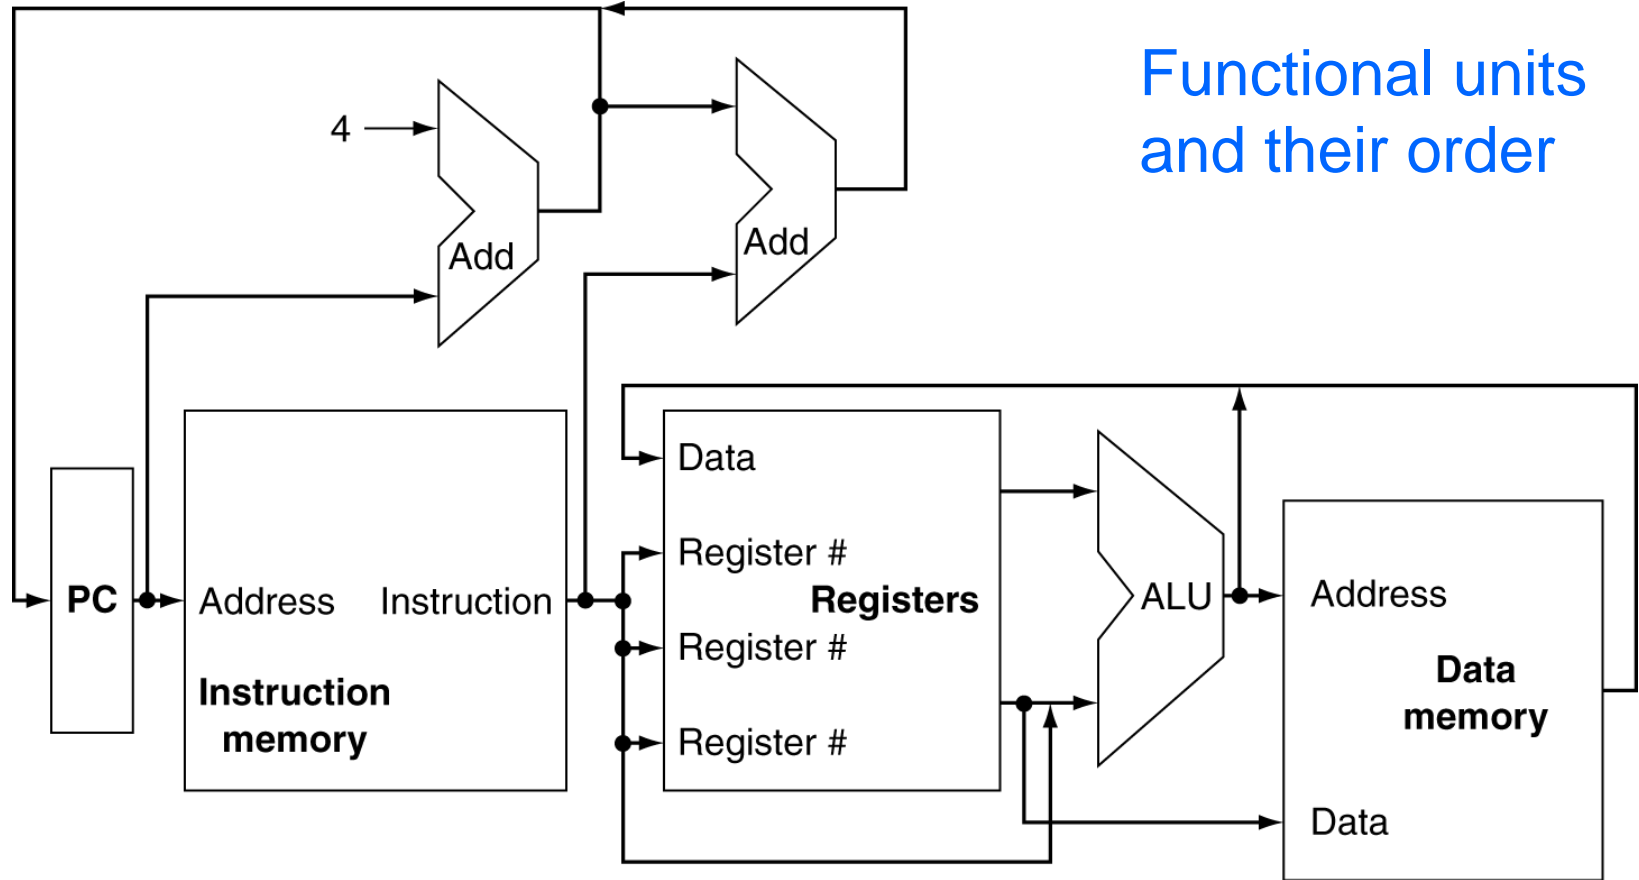 Functional units
and their order
4
Add
Add
PC
Address
Instruction
Instruction
memory
Data
Register #
Registers
Register #
Register #
ALU
Address
Data
memory
Data